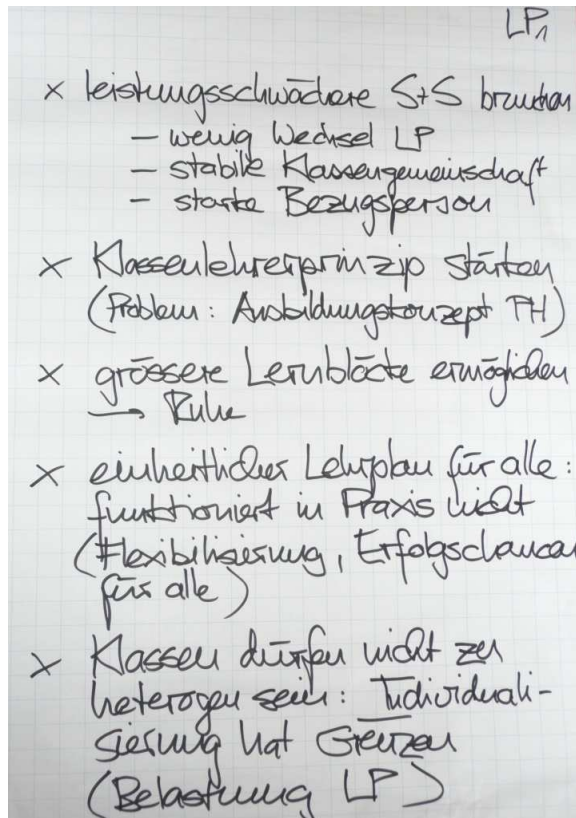 LP1
× leistungsschwächere S+S brauchen
– wenig Wechsel LP
– stabile Klassengemeinschaft
– starke Bezugsperson
× Klassenlehrerprinzip stärken
(Problem: Ausbildungskonzept PH)
× grössere Lernblöcke ermöglichen
→ Ruhe
× einheitlicher Lehrplan für alle:
funktioniert in Praxis nicht
(Flexibilisierung, Erfolgschancen
für alle)
× Klassen dürfen nicht zu
heterogen sein: Individuali-
sierung hat Grenzen
(Belastung LP)